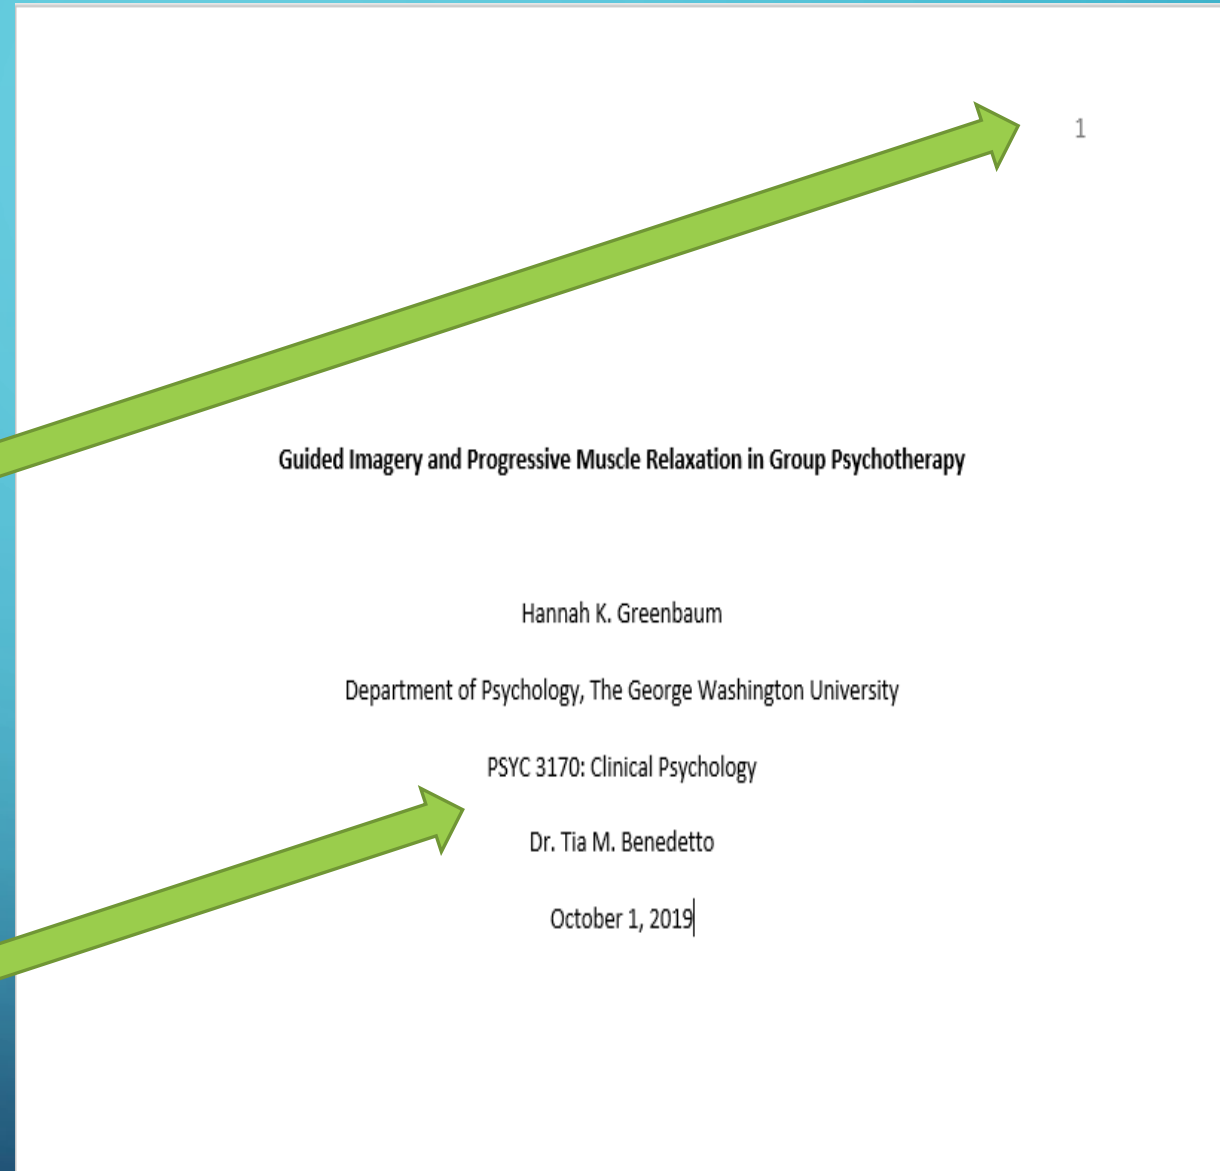 1
Guided Imagery and Progressive Muscle Relaxation in Group Psychotherapy
Hannah K. Greenbaum
Department of Psychology, The George Washington University
PSYC 3170: Clinical Psychology
Dr. Tia M. Benedetto
October 1, 2019